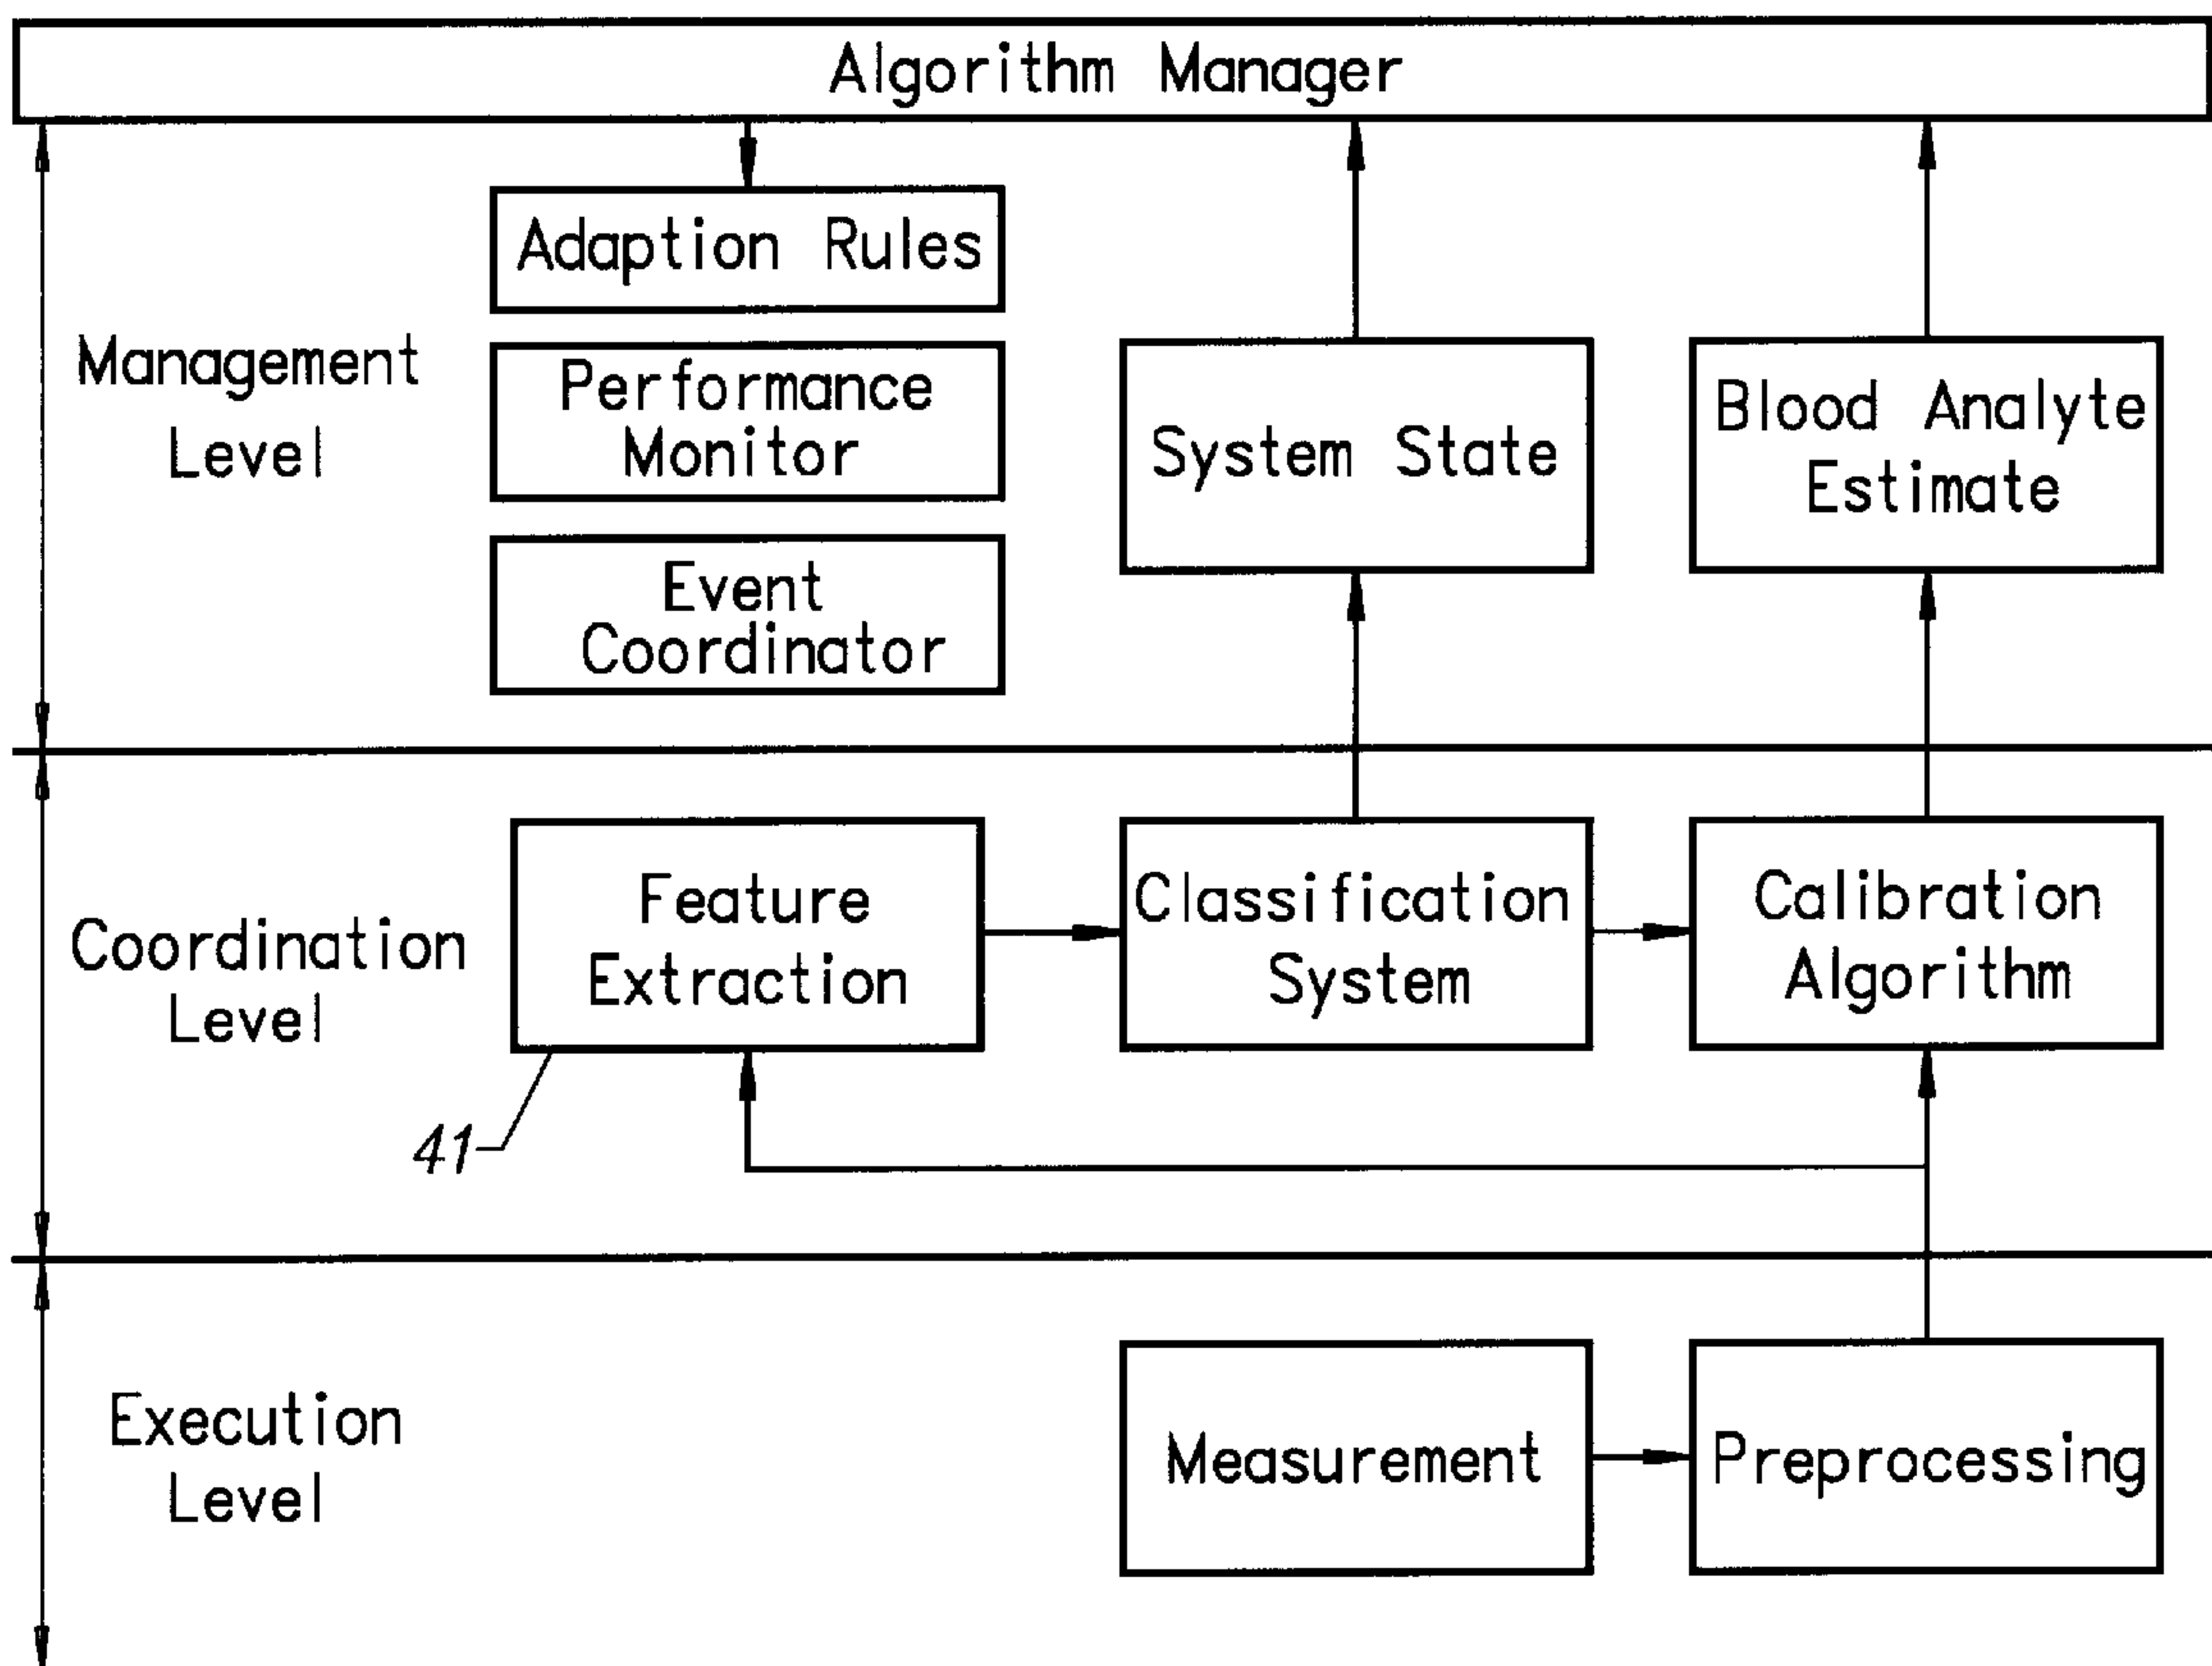 Algorithm Manager
Adaption Rules
Management
Level
Performance
Monitor
System State
Blood Analyte
Estimate
Event
Coordinator
Coordination
Level
Feature
Extraction
Classification
System
Calibration
Algorithm
41
Execution
Level
Measurement
Preprocessing